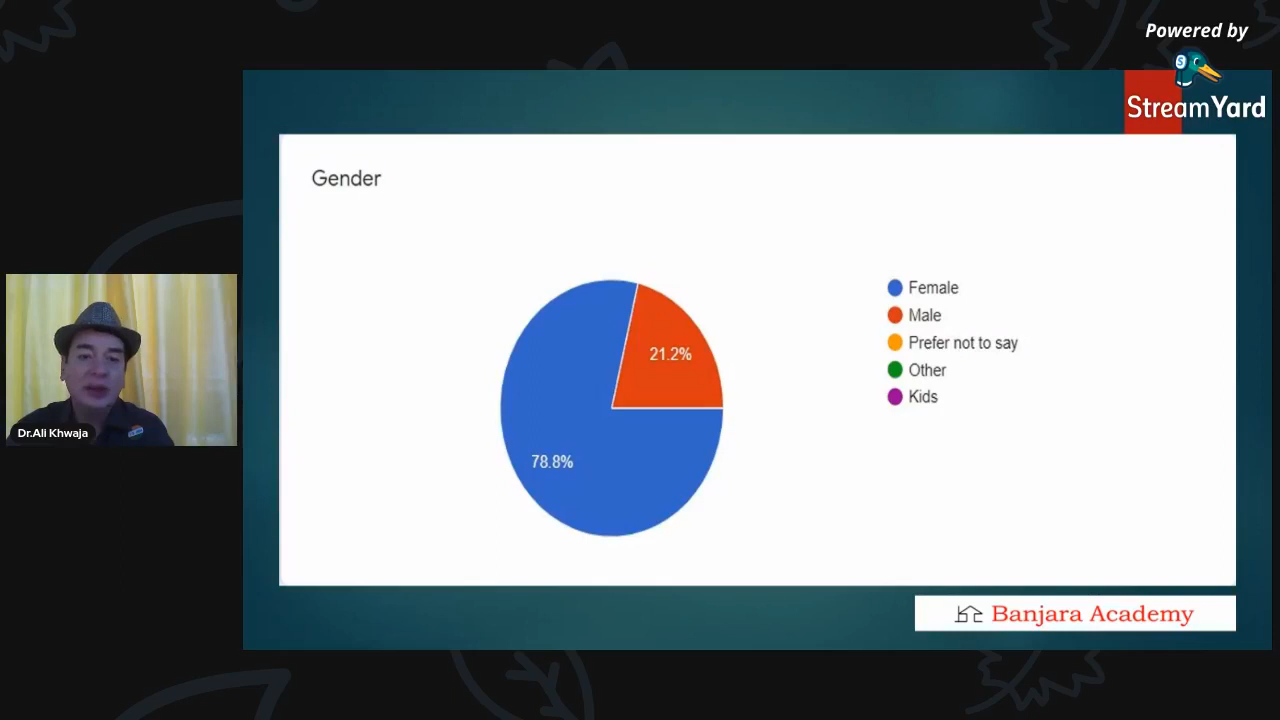 Powered by
StreamYard
Gender
21.2%
78.8%
Female
Male
Prefer not to say
Other
Kids
Dr.Ali Khwaja
Banjara Academy